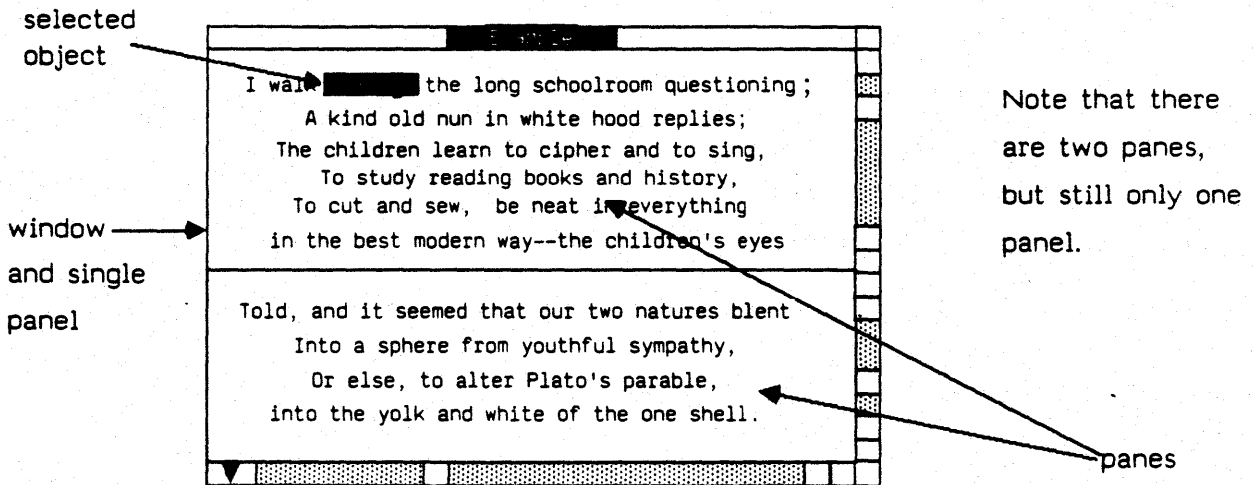 selected
object
I walk the long schoolroom questioning;
A kind old nun in white hood replies;
The children learn to cipher and to sing,
To study reading books and history,
To cut and sew, be neat in everything
in the best modern way--the children's eyes
Told, and it seemed that our two natures blent
Into a sphere from youthful sympathy,
Or else, to alter Plato's parable,
into the yolk and white of the one shell.
window
and single
panel
Note that there
are two panes,
but still only one
panel.
panes